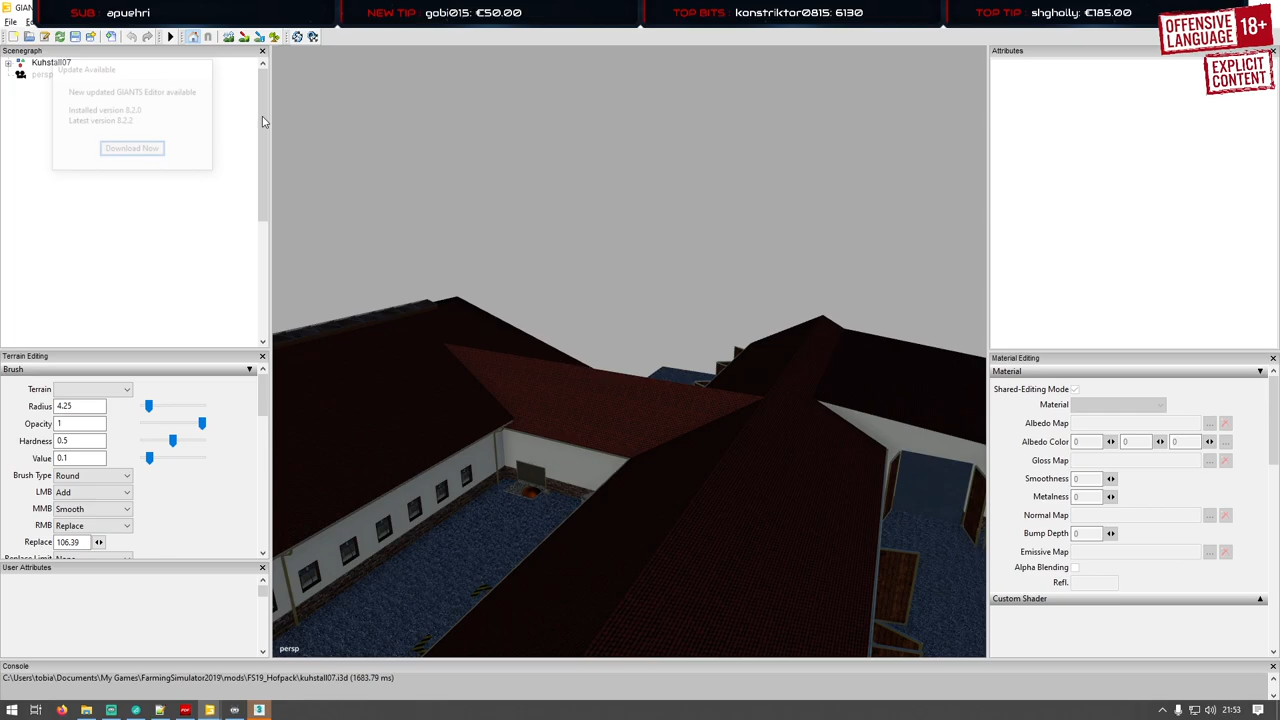 SUB : apuehri
NEW TIP : gobi015: €50.00
TOP BITS : konstriktor0815: 6130
TOP TIP : shgholly: €185.00
OFFENSIVE LANGUAGE 18+
EXPLICIT CONTENT
File
Scenegraph
Kuhstall07
persp
Update Available
New updated GIANTS Editor available
Installed version 8.2.0
Latest version 8.2.2
Download Now
Attributes
Terrain Editing
Brush
Terrain
Radius 4.25
Opacity 1
Hardness 0.5
Value 0.1
Brush Type Round
LMB Add
MMB Smooth
RMB Replace
Replace 106.39
Replace Limit
User Attributes
persp
Material Editing
Material
Shared-Editing Mode
Material
Albedo Map
Albedo Color 0 0 0
Gloss Map
Smoothness 0
Metalness 0
Normal Map
Bump Depth 0
Emissive Map
Alpha Blending
Refl.
Custom Shader
Console
C:\Users\tobia\Documents\My Games\FarmingSimulator2019\mods\FS19_Hofpack\kuhstall07.i3d (1683.79 ms)
21:53